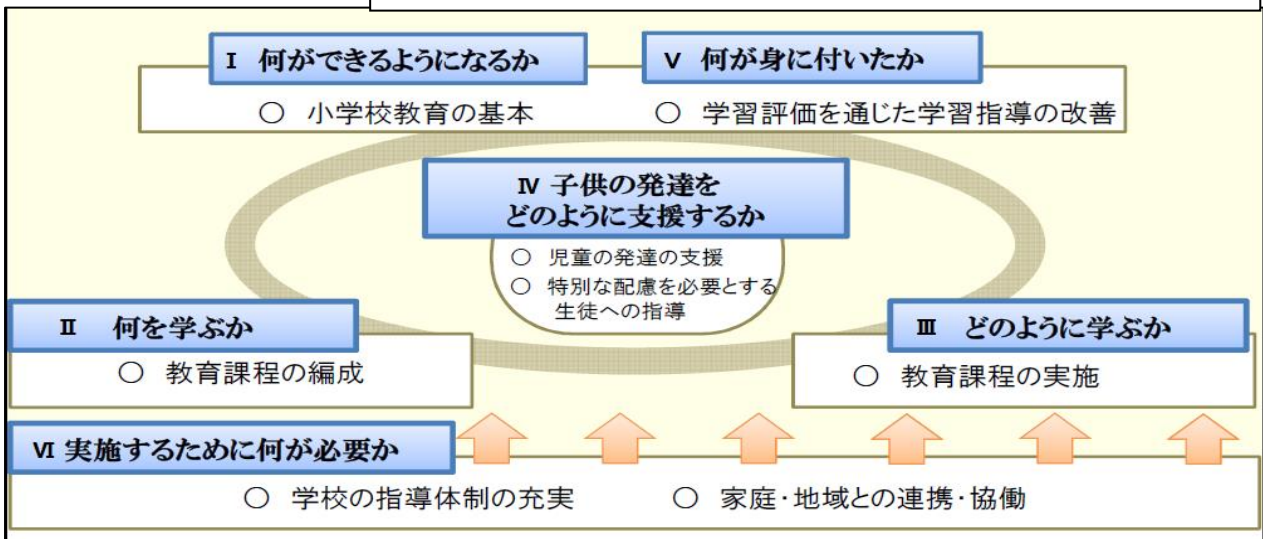 Ⅰ 何ができるようになるか
Ⅴ 何が身に付いたか
○ 小学校教育の基本
○ 学習評価を通じた学習指導の改善
Ⅳ 子供の発達を
どのように支援するか
○ 児童の発達の支援
○ 特別な配慮を必要とする
生徒への指導
Ⅱ 何を学ぶか
○ 教育課程の編成
Ⅲ どのように学ぶか
○ 教育課程の実施
Ⅵ 実施するために何が必要か
○ 学校の指導体制の充実
○ 家庭・地域との連携・協働